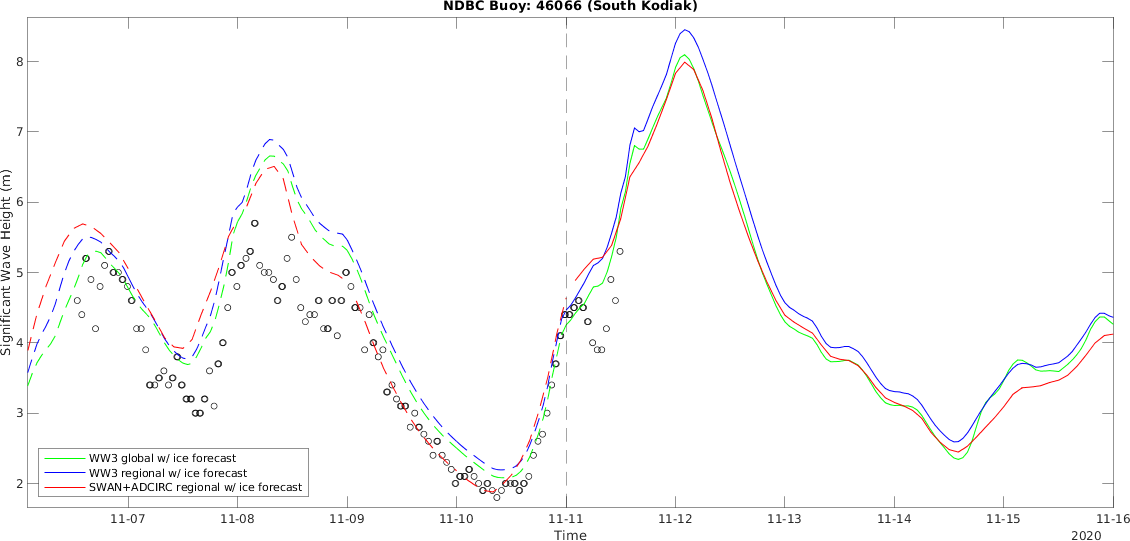 NDBC Buoy: 46066 (South Kodiak)
Significant Wave Height (m)
8
7
6
5
4
3
2
WW3 global w/ ice forecast
WW3 regional w/ ice forecast
SWAN+ADCIRC regional w/ ice forecast
11-07 11-08 11-09 11-10 11-11 11-12 11-13 11-14 11-15 11-16
Time
2020